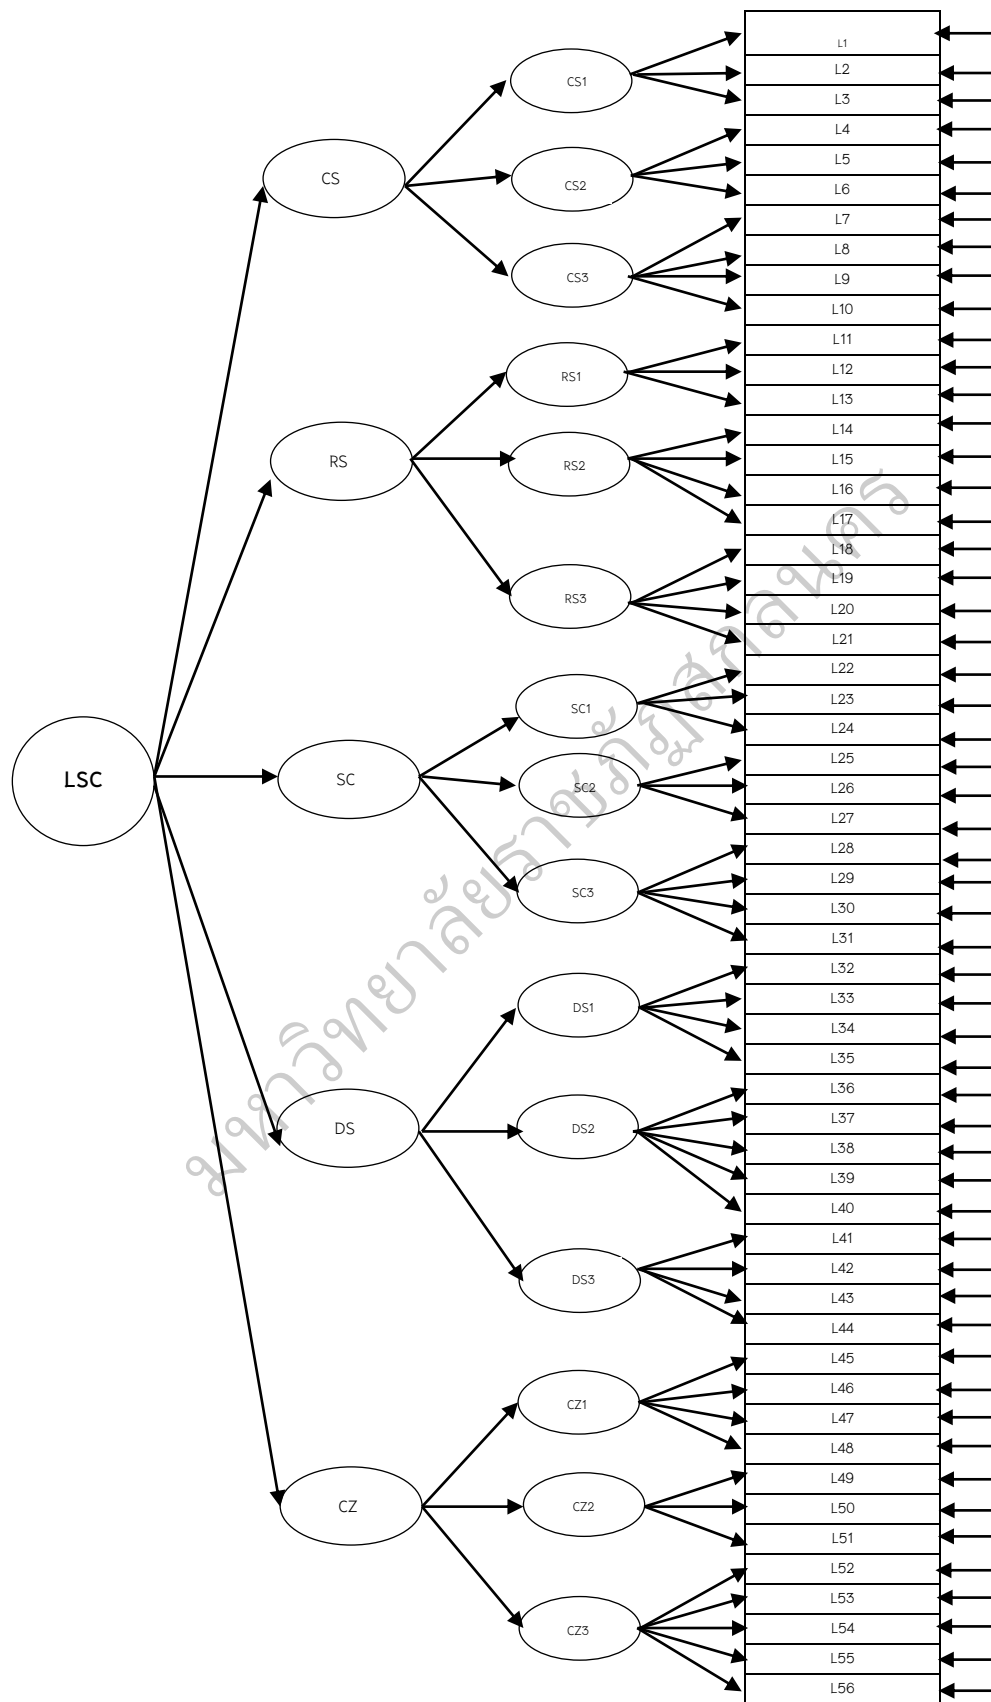 LSC
CS
RS
SC
DS
CZ
CS1
CS2
CS3
RS1
RS2
RS3
SC1
SC2
SC3
DS1
DS2
DS3
CZ1
CZ2
CZ3
L1
L2
L3
L4
L5
L6
L7
L8
L9
L10
L11
L12
L13
L14
L15
L16
L17
L18
L19
L20
L21
L22
L23
L24
L25
L26
L27
L28
L29
L30
L31
L32
L33
L34
L35
L36
L37
L38
L39
L40
L41
L42
L43
L44
L45
L46
L47
L48
L49
L50
L51
L52
L53
L54
L55
L56
มหาวิทยาลัยราชภัฏสกลนคร